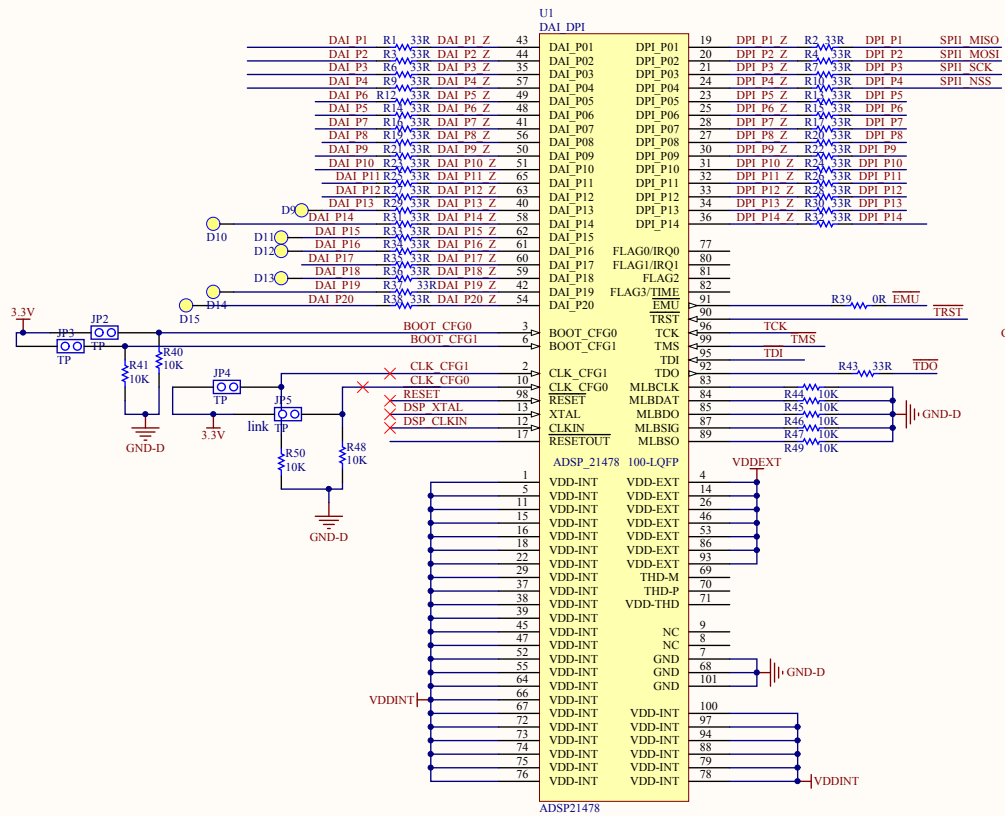 U1
DAI_DPI
DAI_P1 R1 33R DAI_P1_Z 43 DAI_P01 DPI_P01 19 DPI_P1_Z R2 33R DPI_P1 SPI1_MISO
DAI_P2 R3 33R DAI_P2_Z 44 DAI_P02 DPI_P02 20 DPI_P2_Z R4 33R DPI_P2 SPI1_MOSI
DAI_P3 R6 33R DAI_P3_Z 35 DAI_P03 DPI_P03 21 DPI_P3_Z R7 33R DPI_P3 SPI1_SCK
DAI_P4 R9 33R DAI_P4_Z 57 DAI_P04 DPI_P04 24 DPI_P4_Z R10 33R DPI_P4 SPI1_NSS
DAI_P6 R12 33R DAI_P5_Z 49 DAI_P05 DPI_P05 23 DPI_P5_Z R13 33R DPI_P5
DAI_P5 R14 33R DAI_P6_Z 48 DAI_P06 DPI_P06 25 DPI_P6_Z R15 33R DPI_P6
DAI_P7 R16 33R DAI_P7_Z 41 DAI_P07 DPI_P07 28 DPI_P7_Z R17 33R DPI_P7
DAI_P8 R19 33R DAI_P8_Z 56 DAI_P08 DPI_P08 27 DPI_P8_Z R20 33R DPI_P8
DAI_P9 R21 33R DAI_P9_Z 50 DAI_P09 DPI_P09 30 DPI_P9_Z R22 33R DPI_P9
DAI_P10 R23 33R DAI_P10_Z 51 DAI_P10 DPI_P10 31 DPI_P10_Z R24 33R DPI_P10
DAI_P11 R25 33R DAI_P11_Z 65 DAI_P11 DPI_P11 32 DPI_P11_Z R26 33R DPI_P11
DAI_P12 R27 33R DAI_P12_Z 63 DAI_P12 DPI_P12 33 DPI_P12_Z R28 33R DPI_P12
D9 DAI_P13 R29 33R DAI_P13_Z 40 DAI_P13 DPI_P13 34 DPI_P13_Z R30 33R DPI_P13
D10 DAI_P14 R31 33R DAI_P14_Z 58 DAI_P14 DPI_P14 36 DPI_P14_Z R32 33R DPI_P14
D11 DAI_P15 R33 33R DAI_P15_Z 62 DAI_P15
D12 DAI_P16 R34 33R DAI_P16_Z 61 DAI_P16 FLAG0/IRQ0 77
DAI_P17 R35 33R DAI_P17_Z 60 DAI_P17 FLAG1/IRQ1 80
D13 DAI_P18 R36 33R DAI_P18_Z 59 DAI_P18 FLAG2 81
D14 DAI_P19 R37 33R DAI_P19_Z 42 DAI_P19 FLAG3/TIME 82
D15 DAI_P20 R38 33R DAI_P20_Z 54 DAI_P20 EMU 91 R39 0R EMU
TRST 90 TRST
3.3V JP2 TP BOOT_CFG0 3 BOOT_CFG0 TCK 96 TCK
JP3 TP BOOT_CFG1 6 BOOT_CFG1 TMS 99 TMS
R41 10K R40 10K TDI 95 TDI
GND-D
JP4 TP CLK_CFG1 2 CLK_CFG1 TDO 92 R43 33R TDO
CLK_CFG0 10 CLK_CFG0 MLBCLK 83
RESET 98 RESET MLBDAT 84 R44 10K
JP5 TP link 3.3V DSP_XTAL 13 XTAL MLBDO 85 R45 10K GND-D
DSP_CLKIN 12 CLKIN MLBSIG 87 R46 10K
17 RESETOUT MLBSO 89 R47 10K
R49 10K
R50 10K R48 10K
GND-D
ADSP_21478 100-LQFP VDDEXT
1 VDD-INT VDD-EXT 4
5 VDD-INT VDD-EXT 14
11 VDD-INT VDD-EXT 26
15 VDD-INT VDD-EXT 46
16 VDD-INT VDD-EXT 53
18 VDD-INT VDD-EXT 86
22 VDD-INT VDD-EXT 93
29 VDD-INT THD-M 69
37 VDD-INT THD-P 70
38 VDD-INT VDD-THD 71
39 VDD-INT
45 VDD-INT NC 9
47 VDD-INT NC 8
52 VDD-INT GND 7
55 VDD-INT GND 68 GND-D
64 VDD-INT GND 101
VDDINT 66 VDD-INT
67 VDD-INT VDD-INT 100
72 VDD-INT VDD-INT 97
73 VDD-INT VDD-INT 94
74 VDD-INT VDD-INT 88
75 VDD-INT VDD-INT 79
76 VDD-INT VDD-INT 78 VDDINT
ADSP21478